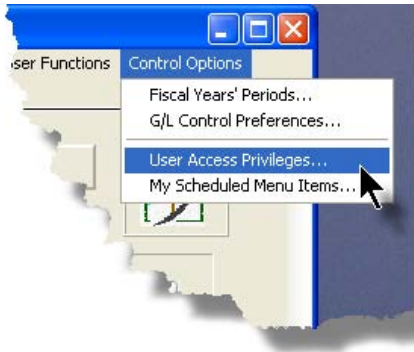 ser Functions Control Options
Fiscal Years' Periods...
G/L Control Preferences...
User Access Privileges...
My Scheduled Menu Items...